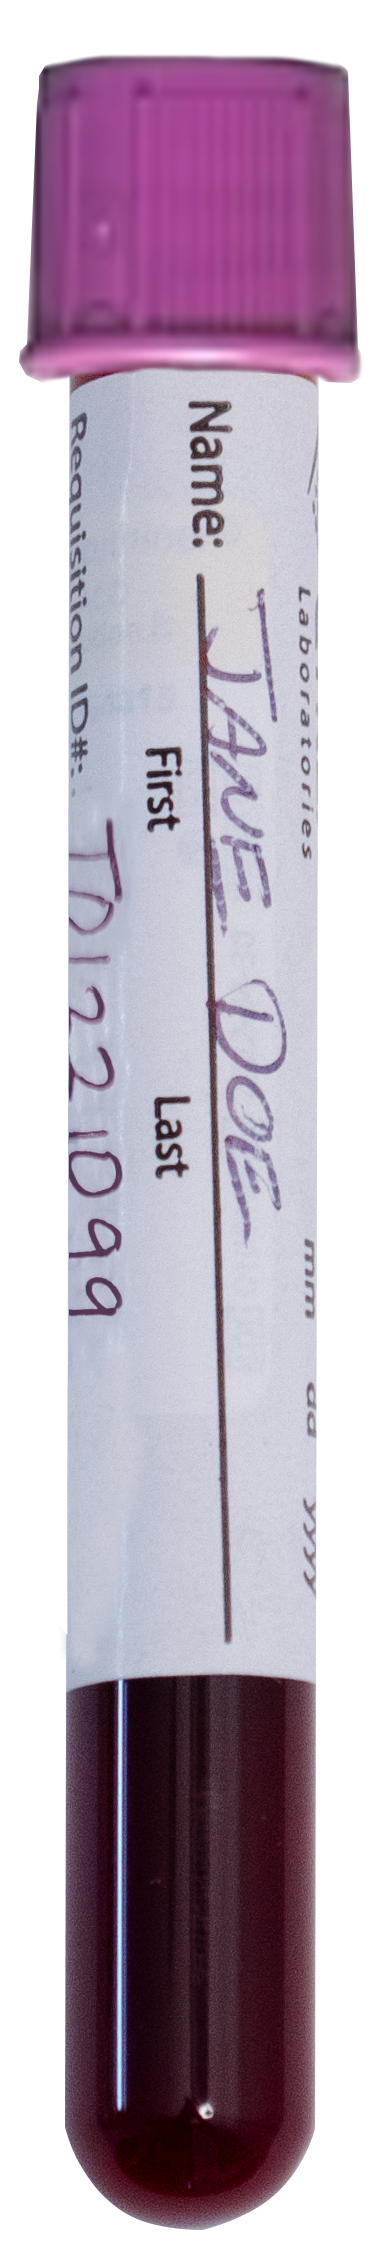 Laboratories
mm dd yyyy
Name: JANE DOE
First Last
Requisition ID#: TD1221099